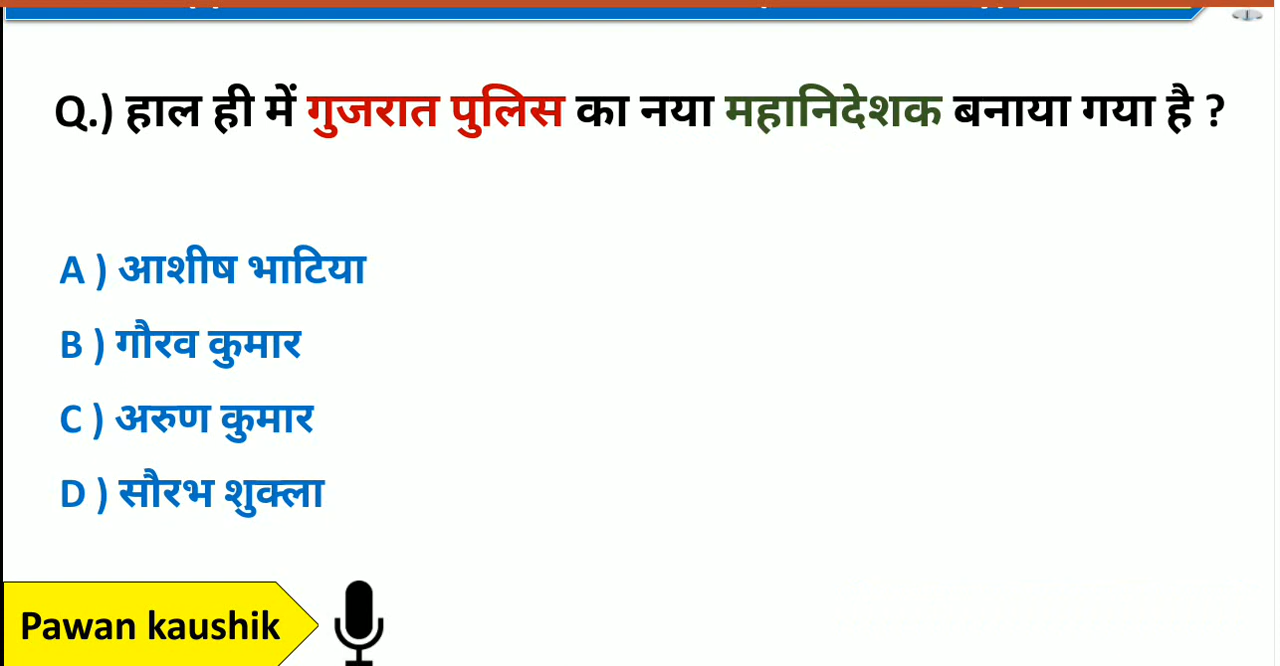 Q.) हाल ही में गुजरात पुलिस का नया महानिदेशक बनाया गया है ?
A ) आशीष भाटिया
B ) गौरव कुमार
C ) अरुण कुमार
D ) सौरभ शुक्ला
Pawan kaushik